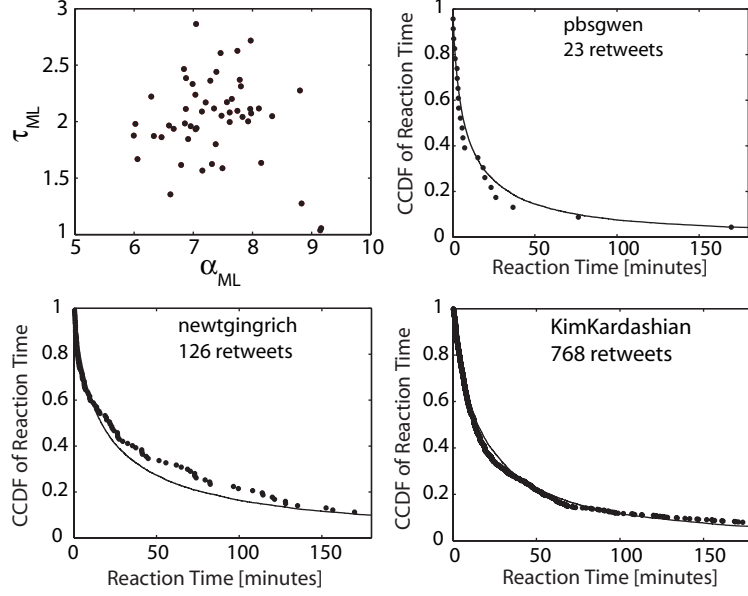 3
2.5
2
1.5
1
5
6
7
8
9
10
τML
αML
pbsgwen
23 retweets
1
0.8
0.6
0.4
0.2
0
0
50
100
150
CCDF of Reaction Time
Reaction Time [minutes]
newtgingrich
126 retweets
1
0.8
0.6
0.4
0.2
0
0
50
100
150
CCDF of Reaction Time
Reaction Time [minutes]
KimKardashian
768 retweets
1
0.8
0.6
0.4
0.2
0
0
50
100
150
CCDF of Reaction Time
Reaction Time [minutes]